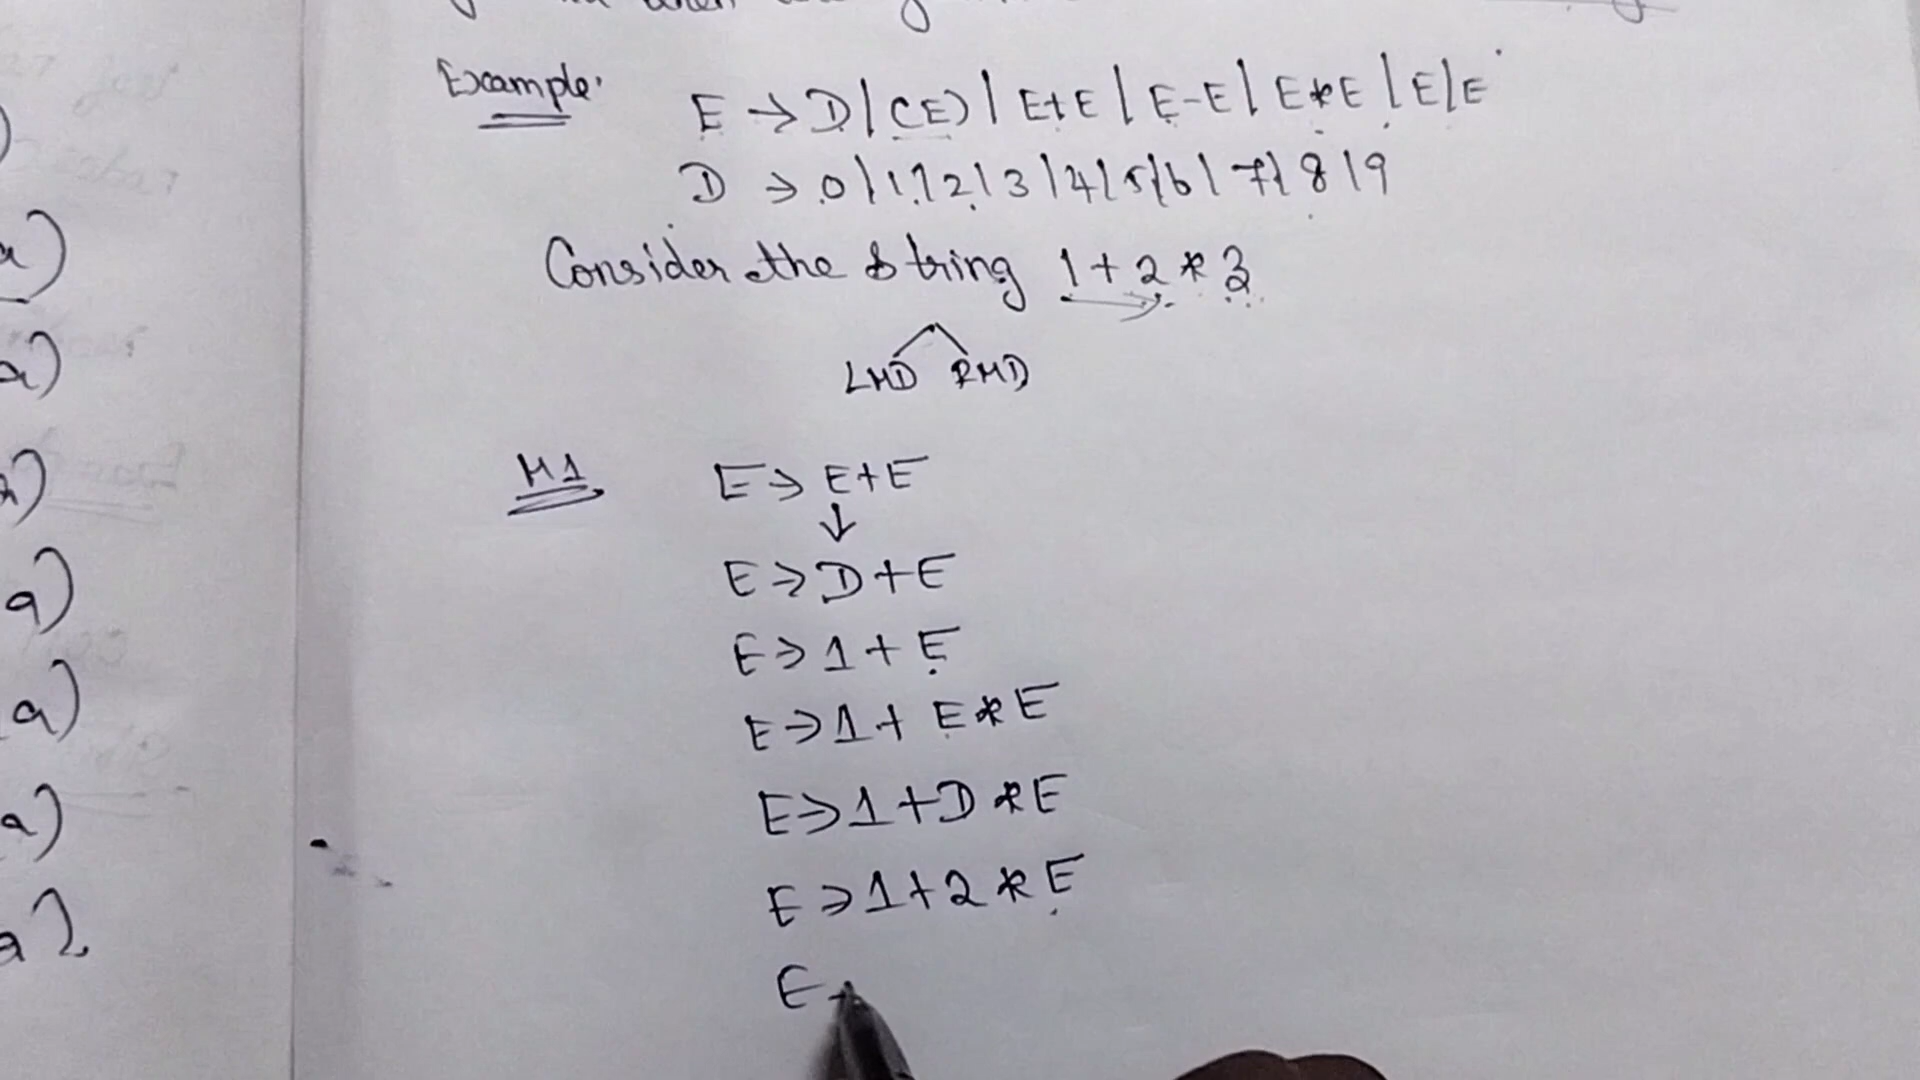 Example: E → D | (E) | E+E | E-E | E*E | E|E
D → 0|1|2|3|4|5|6|7|8|9
Consider the string 1+2*3
LMD RMD
M1 E → E+E
↓
E → D+E
E → 1+E
E → 1+E*E
E → 1+D*E
E → 1+2*E
E
a)
a)
a)
a)
a)